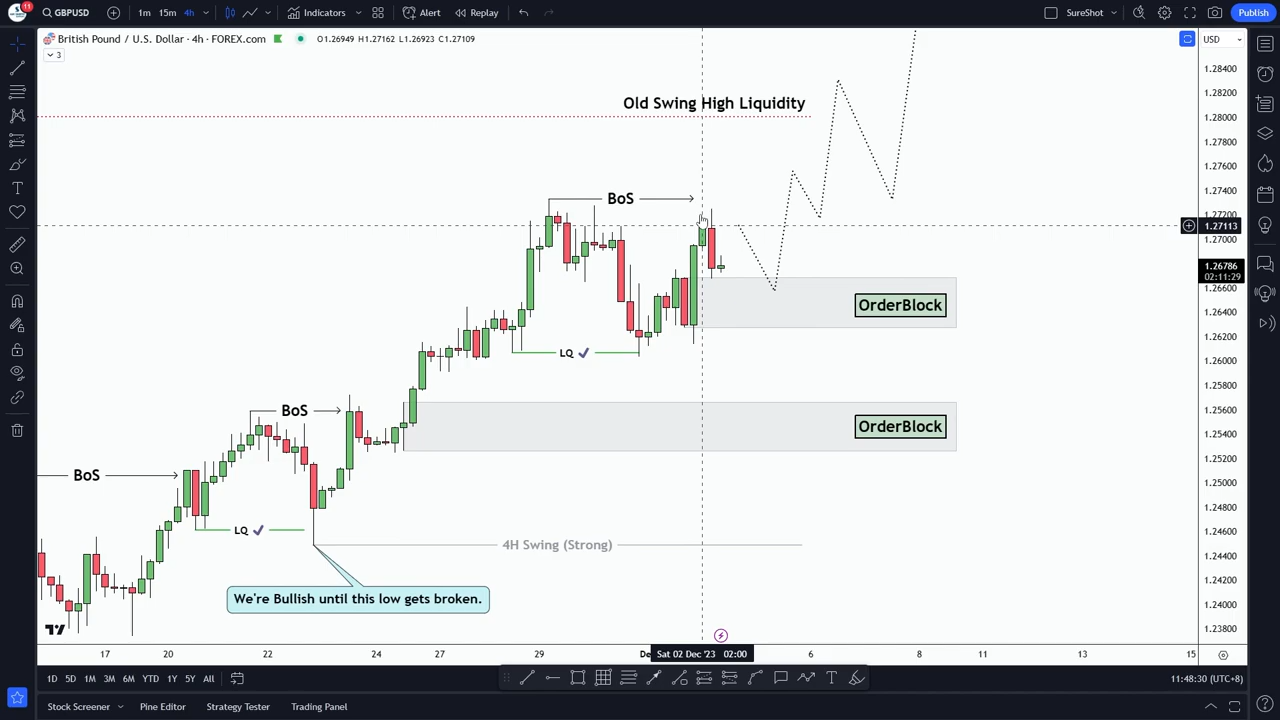 11
GBPUSD
1m
15m
4h
Indicators
Alert
Replay
SureShot
Publish
British Pound / U.S. Dollar · 4h · FOREX.com
O1.26949 H1.27162 L1.26923 C1.27109
USD
3
1.28400
1.28200
1.28000
1.27800
1.27600
1.27400
1.27200
1.27113
1.27000
1.26786
02:11:29
1.26600
1.26400
1.26200
1.26000
1.25800
1.25600
1.25400
1.25200
1.25000
1.24800
1.24600
1.24400
1.24200
1.24000
1.23800
Old Swing High Liquidity
BoS
OrderBlock
LQ
BoS
OrderBlock
BoS
LQ
4H Swing (Strong)
We're Bullish until this low gets broken.
17
20
22
24
27
29
De
Sat 02 Dec '23 02:00
6
8
11
13
15
1D
5D
1M
3M
6M
YTD
1Y
5Y
All
11:48:30 (UTC+8)
Stock Screener
Pine Editor
Strategy Tester
Trading Panel